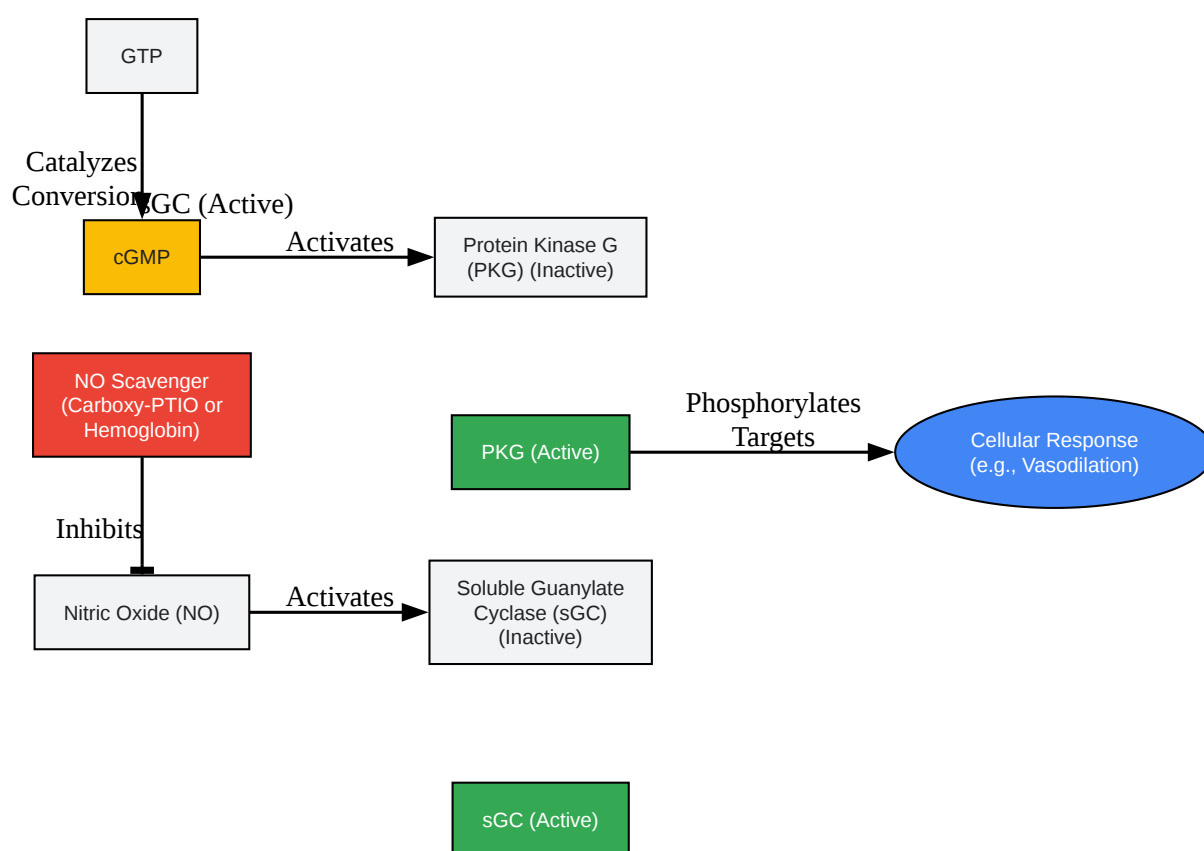 GTP
Catalyzes
Conversion
sGC (Active)
cGMP
Activates
Protein Kinase G
(PKG) (Inactive)
NO Scavenger
(Carboxy-PTIO or
Hemoglobin)
PKG (Active)
Phosphorylates
Targets
Cellular Response
(e.g., Vasodilation)
Inhibits
Nitric Oxide (NO)
Activates
Soluble Guanylate
Cyclase (sGC)
(Inactive)
sGC (Active)